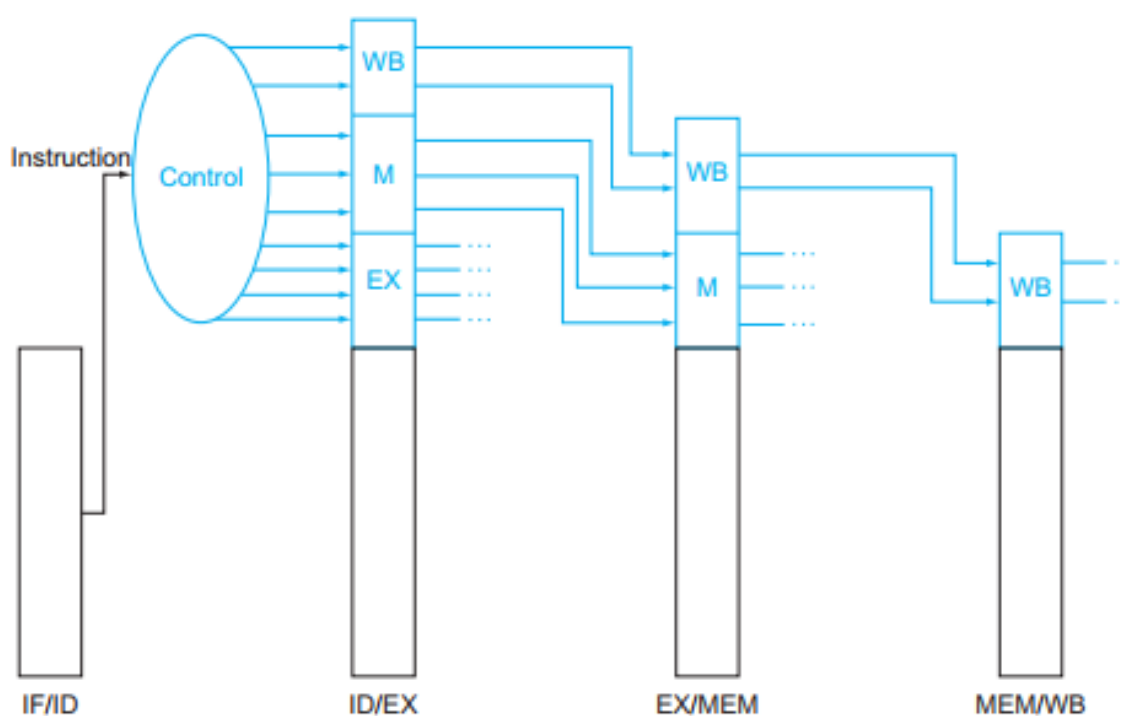 WB
Instruction
Control
M
WB
EX
M
WB
IF/ID
ID/EX
EX/MEM
MEM/WB